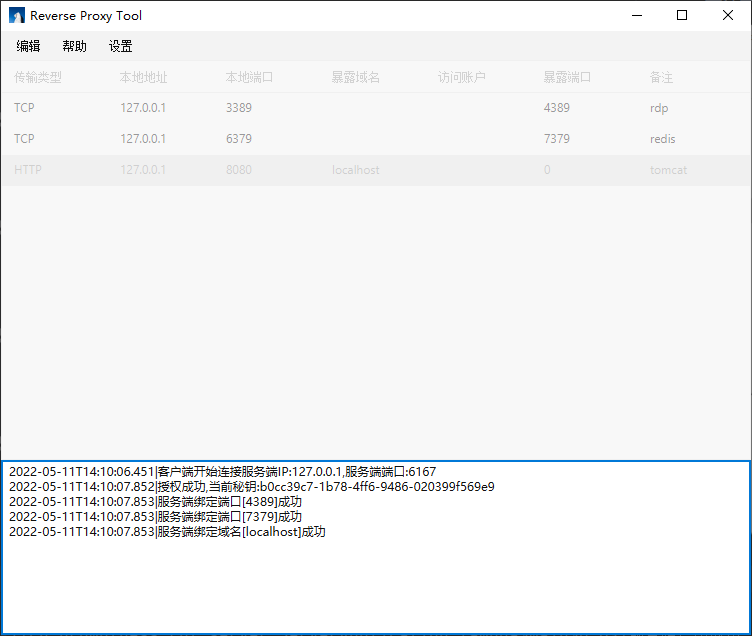 Reverse Proxy Tool
编辑 帮助 设置
传输类型 本地地址 本地端口 暴露域名 访问账户 暴露端口 备注
TCP 127.0.0.1 3389 4389 rdp
TCP 127.0.0.1 6379 7379 redis
HTTP 127.0.0.1 8080 localhost 0 tomcat
2022-05-11T14:10:06.451|客户端开始连接服务端IP:127.0.0.1,服务端端口:6167
2022-05-11T14:10:07.852|授权成功,当前秘钥:b0cc39c7-1b78-4ff6-9486-020399f569e9
2022-05-11T14:10:07.853|服务端绑定端口[4389]成功
2022-05-11T14:10:07.853|服务端绑定端口[7379]成功
2022-05-11T14:10:07.853|服务端绑定域名[localhost]成功